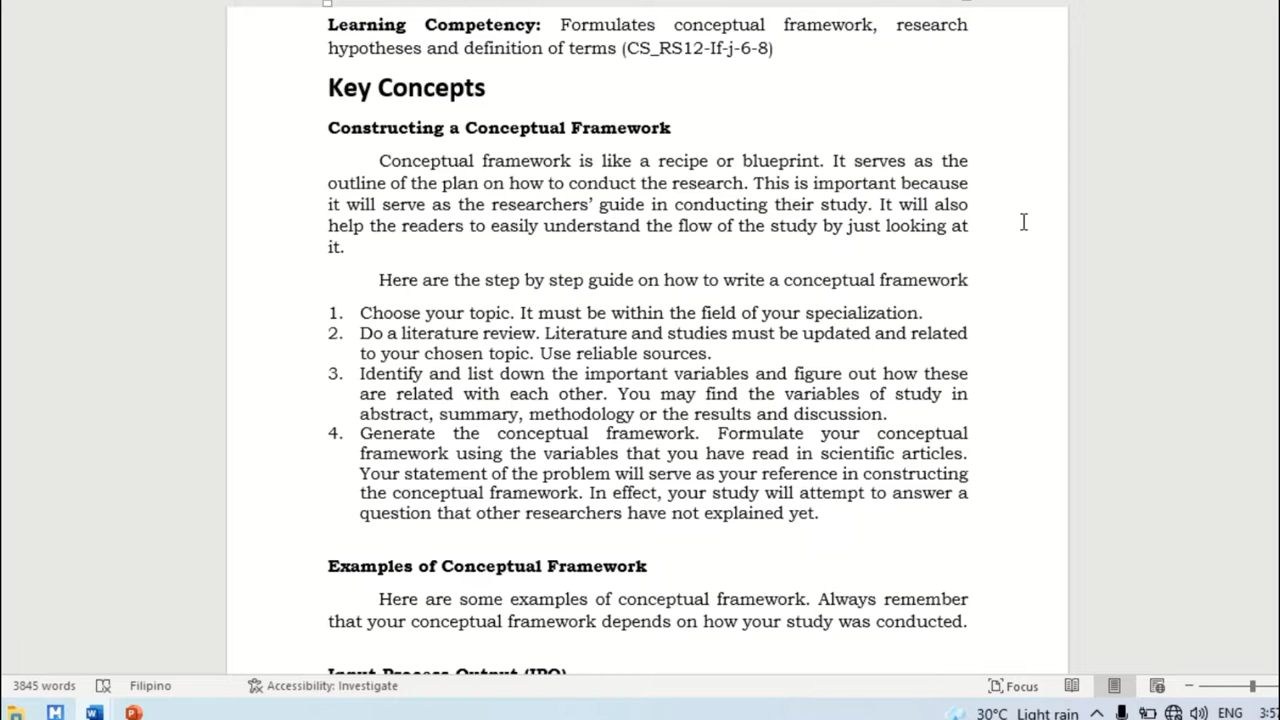 Learning Competency: Formulates conceptual framework, research
hypotheses and definition of terms (CS_RS12-If-j-6-8)
Key Concepts
Constructing a Conceptual Framework
Conceptual framework is like a recipe or blueprint. It serves as the
outline of the plan on how to conduct the research. This is important because
it will serve as the researchers’ guide in conducting their study. It will also
help the readers to easily understand the flow of the study by just looking at
it.
Here are the step by step guide on how to write a conceptual framework
1. Choose your topic. It must be within the field of your specialization.
2. Do a literature review. Literature and studies must be updated and related
to your chosen topic. Use reliable sources.
3. Identify and list down the important variables and figure out how these
are related with each other. You may find the variables of study in
abstract, summary, methodology or the results and discussion.
4. Generate the conceptual framework. Formulate your conceptual
framework using the variables that you have read in scientific articles.
Your statement of the problem will serve as your reference in constructing
the conceptual framework. In effect, your study will attempt to answer a
question that other researchers have not explained yet.
Examples of Conceptual Framework
Here are some examples of conceptual framework. Always remember
that your conceptual framework depends on how your study was conducted.
Input Process Output (IPO)
3845 words Filipino Accessibility: Investigate Focus
30°C Light rain ENG 3:57